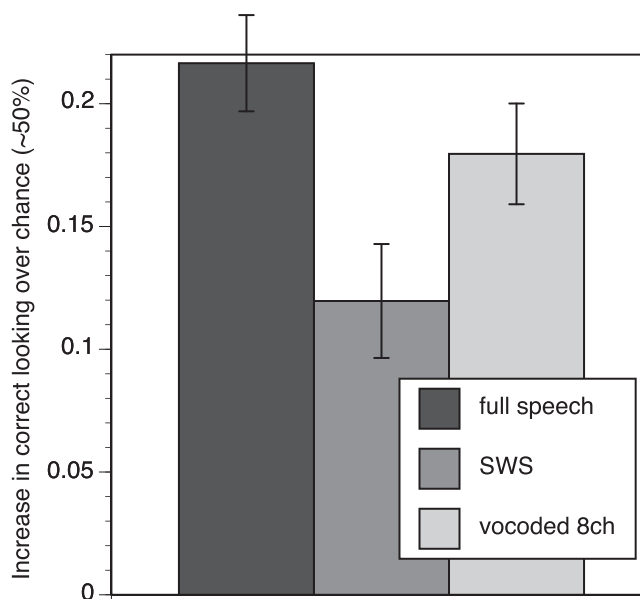 Increase in correct looking over chance (~50%)
0.2
0.15
0.1
0.05
0
full speech
SWS
vocoded 8ch